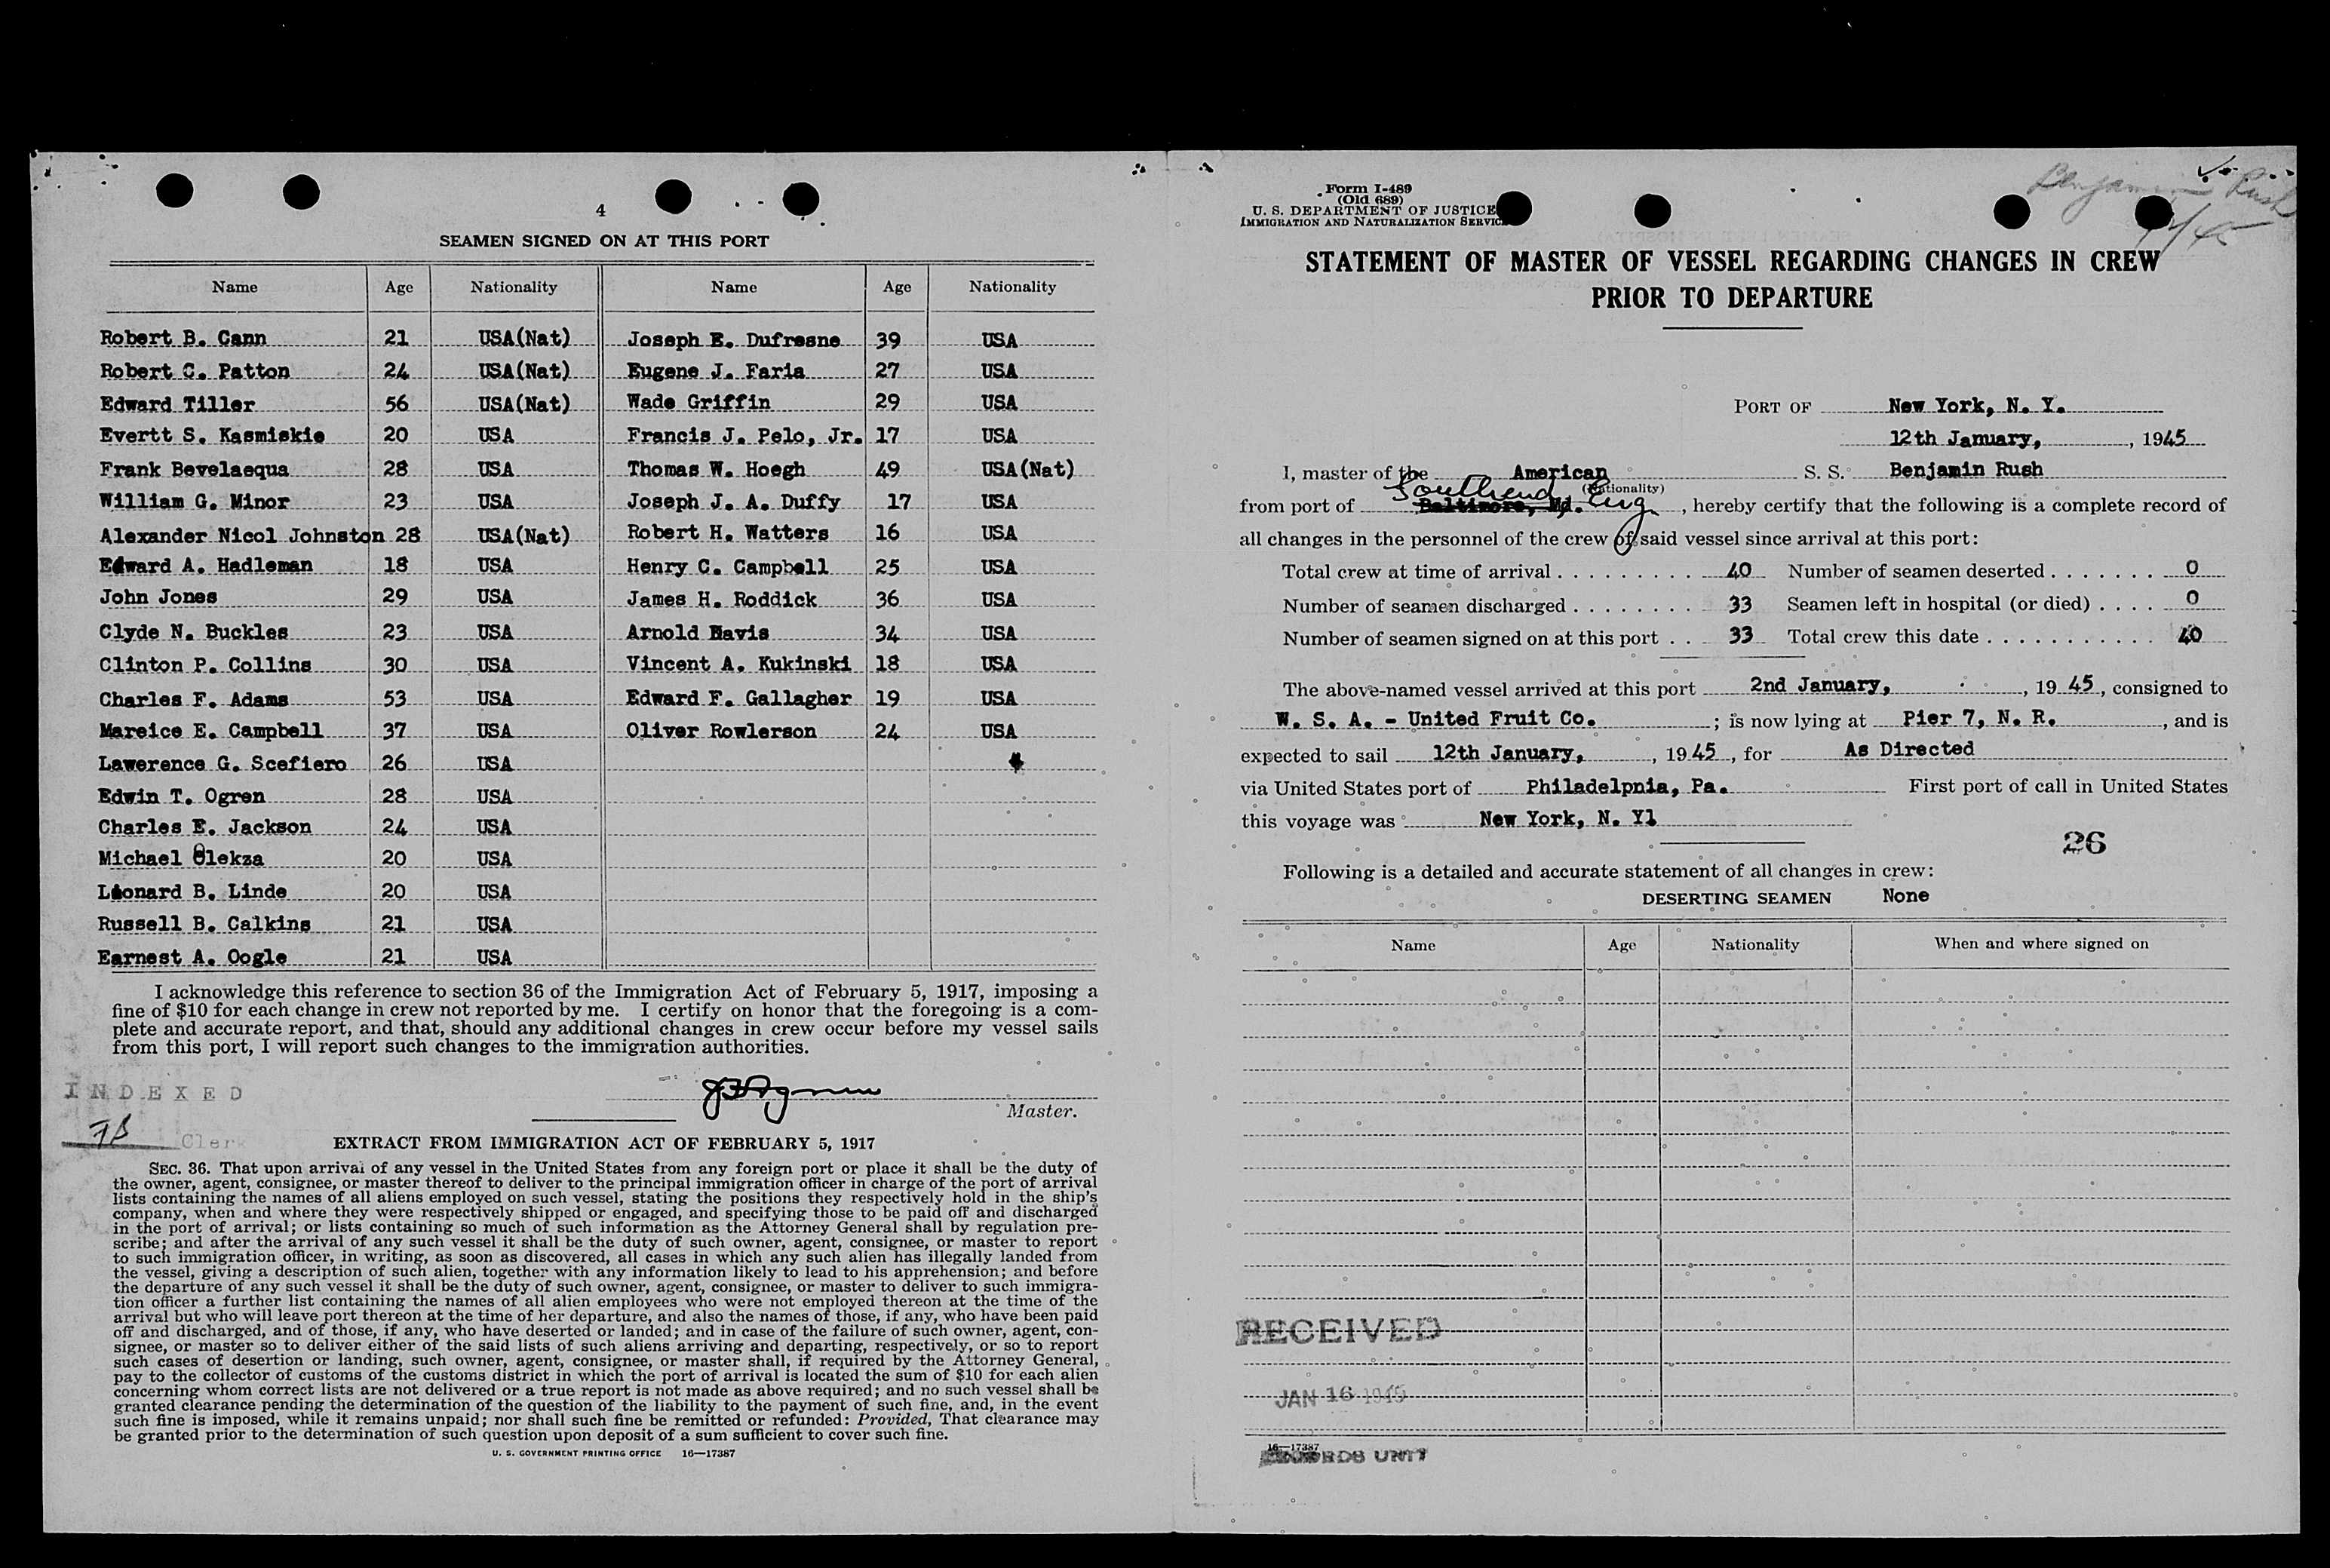 4
SEAMEN SIGNED ON AT THIS PORT
Name Age Nationality Name Age Nationality
Robert B. Cann 21 USA(Nat) Joseph E. Dufresne 39 USA
Robert C. Patton 24 USA(Nat) Eugene J. Faria 27 USA
Edward Tiller 56 USA(Nat) Wade Griffin 29 USA
Evertt S. Kasmiskie 20 USA Francis J. Pelo, Jr. 17 USA
Frank Bevelaequa 28 USA Thomas W. Hoegh 49 USA(Nat)
William G. Minor 23 USA Joseph J. A. Duffy 17 USA
Alexander Nicol Johnston 28 USA(Nat) Robert H. Watters 16 USA
Edward A. Hadleman 18 USA Henry C. Campbell 25 USA
John Jones 29 USA James H. Roddick 36 USA
Clyde N. Buckles 23 USA Arnold Davis 34 USA
Clinton P. Collins 30 USA Vincent A. Kukinski 18 USA
Charles F. Adams 53 USA Edward F. Gallagher 19 USA
Mareice E. Campbell 37 USA Oliver Rowlerson 24 USA
Lawerence G. Scefiero 26 USA
Edwin T. Ogren 28 USA
Charles E. Jackson 24 USA
Michael Olekza 20 USA
Leonard B. Linde 20 USA
Russell B. Calkins 21 USA
Earnest A. Oogle 21 USA
I acknowledge this reference to section 36 of the Immigration Act of February 5, 1917, imposing a
fine of $10 for each change in crew not reported by me. I certify on honor that the foregoing is a com-
plete and accurate report, and that, should any additional changes in crew occur before my vessel sails
from this port, I will report such changes to the immigration authorities.
INDEXED
Master.
FB Clerk
EXTRACT FROM IMMIGRATION ACT OF FEBRUARY 5, 1917
SEC. 36. That upon arrival of any vessel in the United States from any foreign port or place it shall be the duty of
the owner, agent, consignee, or master thereof to deliver to the principal immigration officer in charge of the port of arrival
lists containing the names of all aliens employed on such vessel, stating the positions they respectively hold in the ship's
company, when and where they were respectively shipped or engaged, and specifying those to be paid off and discharged
in the port of arrival; or lists containing so much of such information as the Attorney General shall by regulation pre-
scribe; and after the arrival of any such vessel it shall be the duty of such owner, agent, consignee, or master to report
to such immigration officer, in writing, as soon as discovered, all cases in which any such alien has illegally landed from
the vessel, giving a description of such alien, together with any information likely to lead to his apprehension; and before
the departure of any such vessel it shall be the duty of such owner, agent, consignee, or master to deliver to such immigra-
tion officer a further list containing the names of all alien employees who were not employed thereon at the time of the
arrival but who will leave port thereon at the time of her departure, and also the names of those, if any, who have been paid
off and discharged, and of those, if any, who have deserted or landed; and in case of the failure of such owner, agent, con-
signee, or master so to deliver either of the said lists of such aliens arriving and departing, respectively, or so to report
such cases of desertion or landing, such owner, agent, consignee, or master shall, if required by the Attorney General,
pay to the collector of customs of the customs district in which the port of arrival is located the sum of $10 for each alien
concerning whom correct lists are not delivered or a true report is not made as above required; and no such vessel shall be
granted clearance pending the determination of the question of the liability to the payment of such fine, and, in the event
such fine is imposed, while it remains unpaid; nor shall such fine be remitted or refunded: Provided, That clearance may
be granted prior to the determination of such question upon deposit of a sum sufficient to cover such fine.
U. S. GOVERNMENT PRINTING OFFICE 16—17387
Form I-489
(Old 689)
U. S. DEPARTMENT OF JUSTICE
IMMIGRATION AND NATURALIZATION SERVICE
Benjamin Rush
STATEMENT OF MASTER OF VESSEL REGARDING CHANGES IN CREW
PRIOR TO DEPARTURE
PORT OF New York, N. Y.
12th January, , 1945
I, master of the American S. S. Benjamin Rush
(Nationality)
from port of Baltimore, Md. Southend, Eng , hereby certify that the following is a complete record of
all changes in the personnel of the crew of said vessel since arrival at this port:
Total crew at time of arrival 40 Number of seamen deserted 0
Number of seamen discharged 33 Seamen left in hospital (or died) 0
Number of seamen signed on at this port 33 Total crew this date 40
The above-named vessel arrived at this port 2nd January, , 19 45, consigned to
W. S. A. - United Fruit Co. ; is now lying at Pier 7, N. R. , and is
expected to sail 12th January, , 1945, for As Directed
via United States port of Philadelpnia, Pa. First port of call in United States
this voyage was New York, N. Yl
26
Following is a detailed and accurate statement of all changes in crew:
DESERTING SEAMEN None
Name Age Nationality When and where signed on
RECEIVED
JAN 16 1945
16—17387
RECORDS UNIT